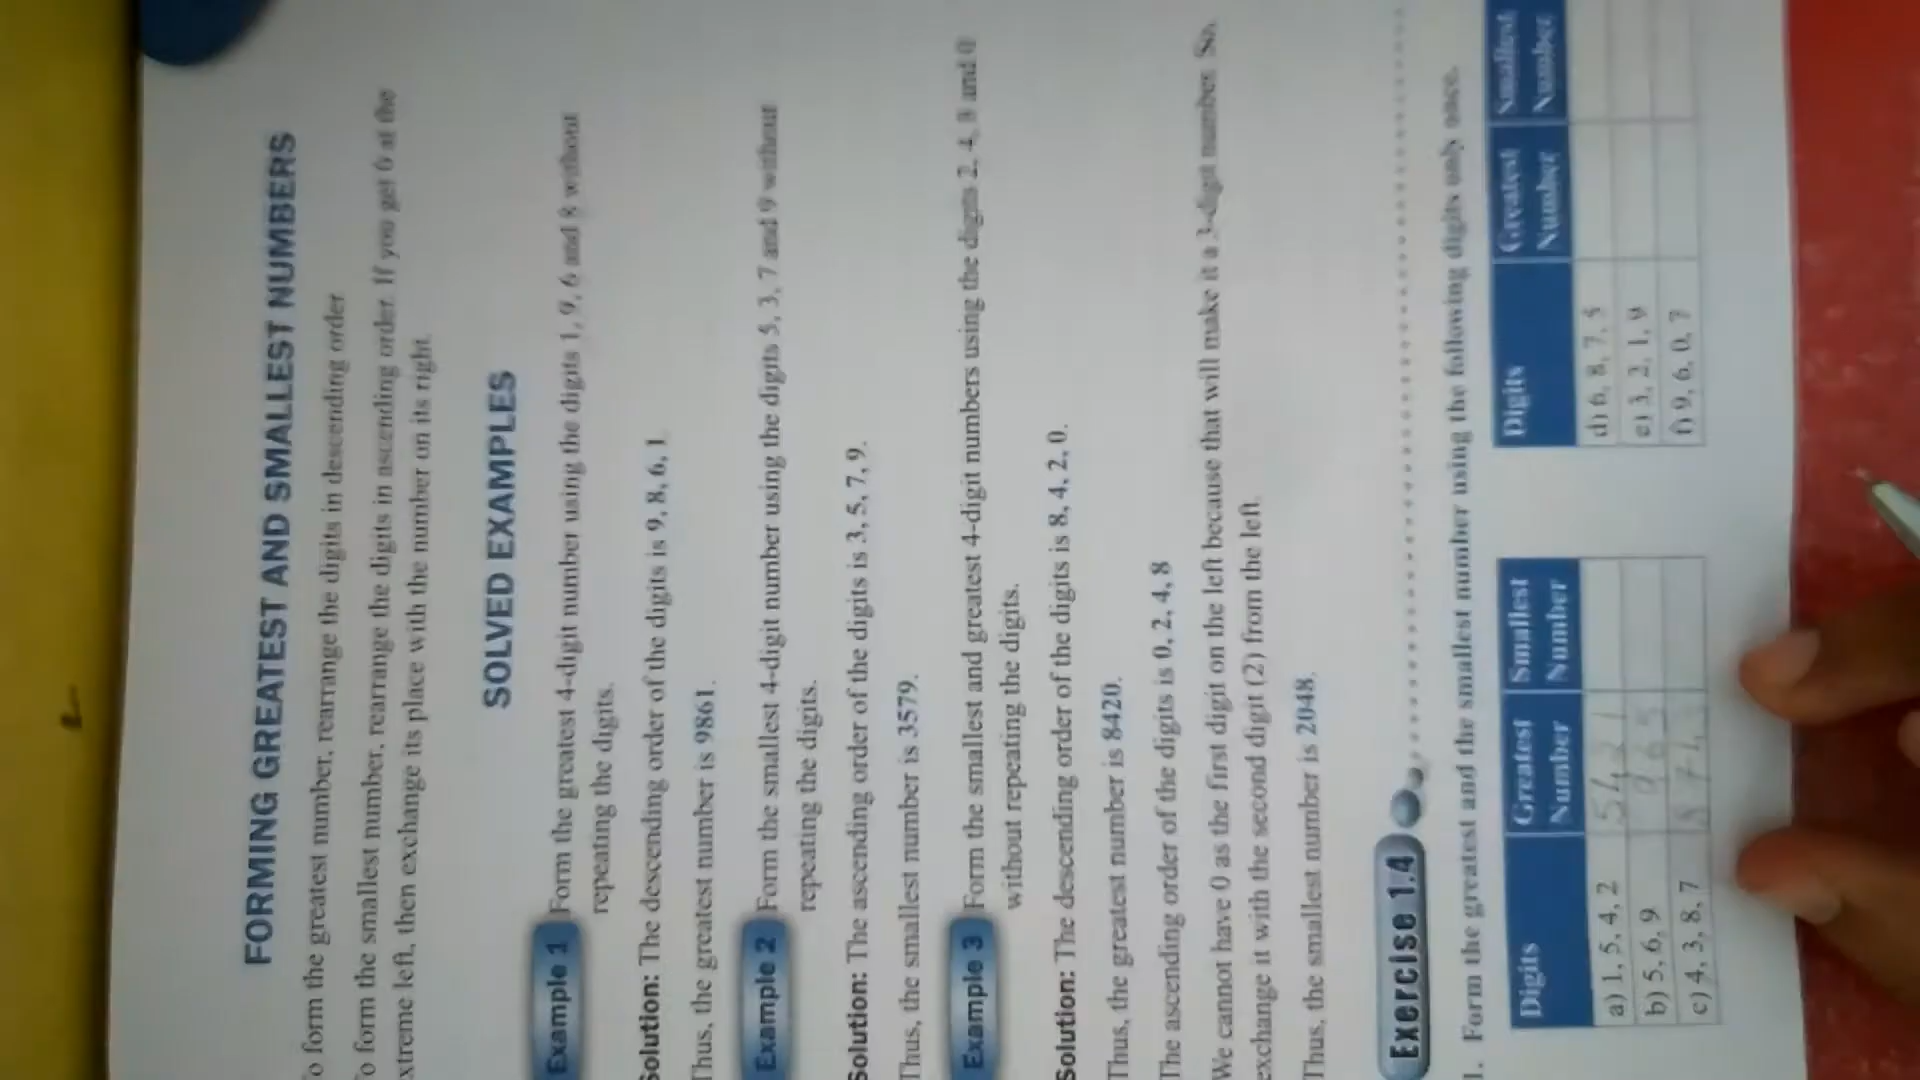 FORMING GREATEST AND SMALLEST NUMBERS
o form the greatest number, rearrange the digits in descending order
o form the smallest number, rearrange the digits in ascending order. If you get 0 at the
xtreme left, then exchange its place with the number on its right.
SOLVED EXAMPLES
Example 1 Form the greatest 4-digit number using the digits 1, 9, 6 and 8 without
repeating the digits.
Solution: The descending order of the digits is 9, 8, 6, 1.
Thus, the greatest number is 9861.
Example 2 Form the smallest 4-digit number using the digits 5, 3, 7 and 9 without
repeating the digits.
Solution: The ascending order of the digits is 3, 5, 7, 9.
Thus, the smallest number is 3579.
Example 3 Form the smallest and greatest 4-digit numbers using the digits 2, 4, 8 and 0
without repeating the digits.
Solution: The descending order of the digits is 8, 4, 2, 0.
Thus, the greatest number is 8420.
The ascending order of the digits is 0, 2, 4, 8
We cannot have 0 as the first digit on the left because that will make it a 3-digit number. So,
exchange it with the second digit (2) from the left.
Thus, the smallest number is 2048.
Exercise 1.4
1. Form the greatest and the smallest number using the following digits only once.
Digits Greatest Number Smallest Number
a) 1, 5, 4, 2 5421
b) 5, 6, 9 965
c) 4, 3, 8, 7
Digits Greatest Number Smallest Number
d) 6, 8, 7, 5
e) 3, 2, 1, 9
f) 9, 6, 0, 7